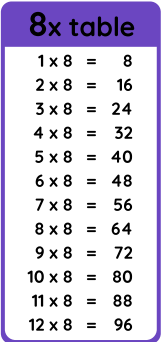 8x table
1 x 8 = 8
2 x 8 = 16
3 x 8 = 24
4 x 8 = 32
5 x 8 = 40
6 x 8 = 48
7 x 8 = 56
8 x 8 = 64
9 x 8 = 72
10 x 8 = 80
11 x 8 = 88
12 x 8 = 96